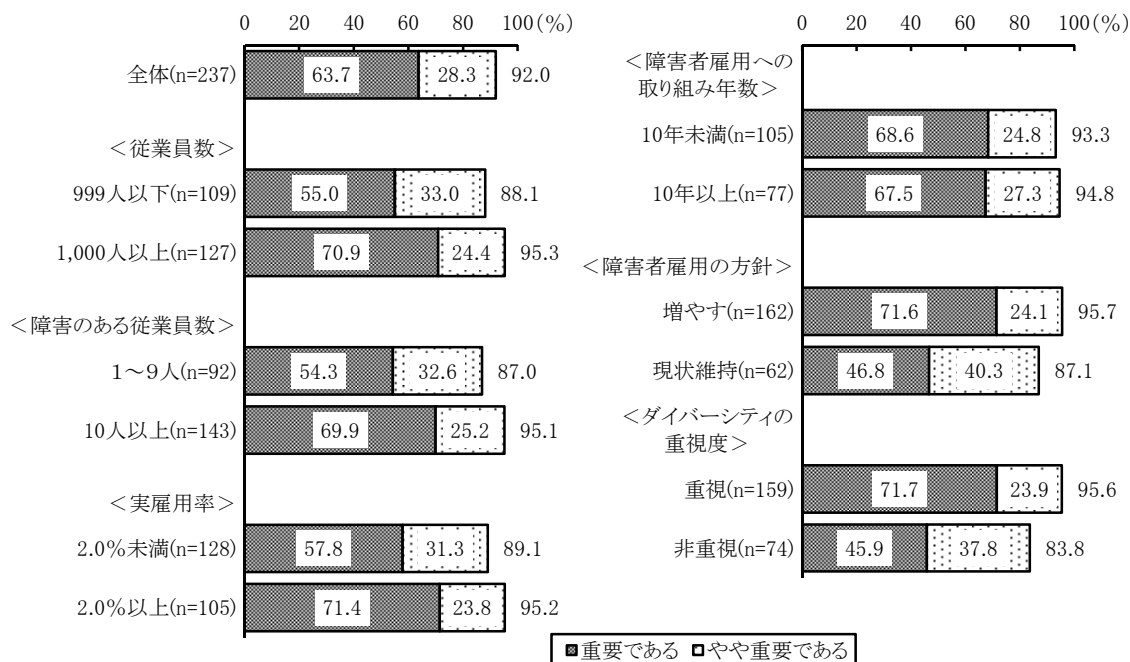 0 20 40 60 80 100(%)
全体(n=237) 63.7 28.3 92.0
＜従業員数＞
999人以下(n=109) 55.0 33.0 88.1
1,000人以上(n=127) 70.9 24.4 95.3
＜障害のある従業員数＞
1～9人(n=92) 54.3 32.6 87.0
10人以上(n=143) 69.9 25.2 95.1
＜実雇用率＞
2.0％未満(n=128) 57.8 31.3 89.1
2.0％以上(n=105) 71.4 23.8 95.2
0 20 40 60 80 100(%)
＜障害者雇用への
取り組み年数＞
10年未満(n=105) 68.6 24.8 93.3
10年以上(n=77) 67.5 27.3 94.8
＜障害者雇用の方針＞
増やす(n=162) 71.6 24.1 95.7
現状維持(n=62) 46.8 40.3 87.1
＜ダイバーシティの
重視度＞
重視(n=159) 71.7 23.9 95.6
非重視(n=74) 45.9 37.8 83.8
重要である やや重要である